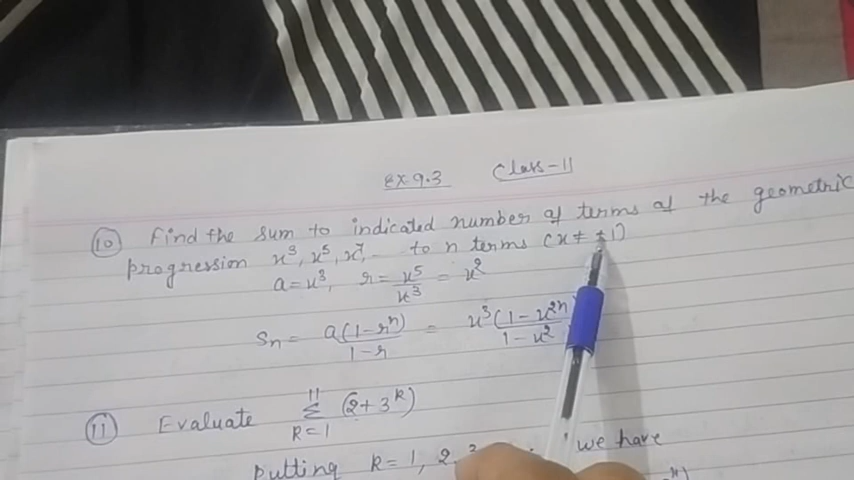 Ex 9.3 Class-11
(10) Find the sum to indicated number of terms of the geometric
progression x³, x⁵, x⁷, .. to n terms (x ≠ ±1)
a = x³, r = x⁵/x³ = x²
Sn = a(1-rⁿ)/1-r = x³(1-x²ⁿ)/1-x²
(11) Evaluate 11 Σ k=1 (2+3ᵏ)
Putting k = 1, 2 we have